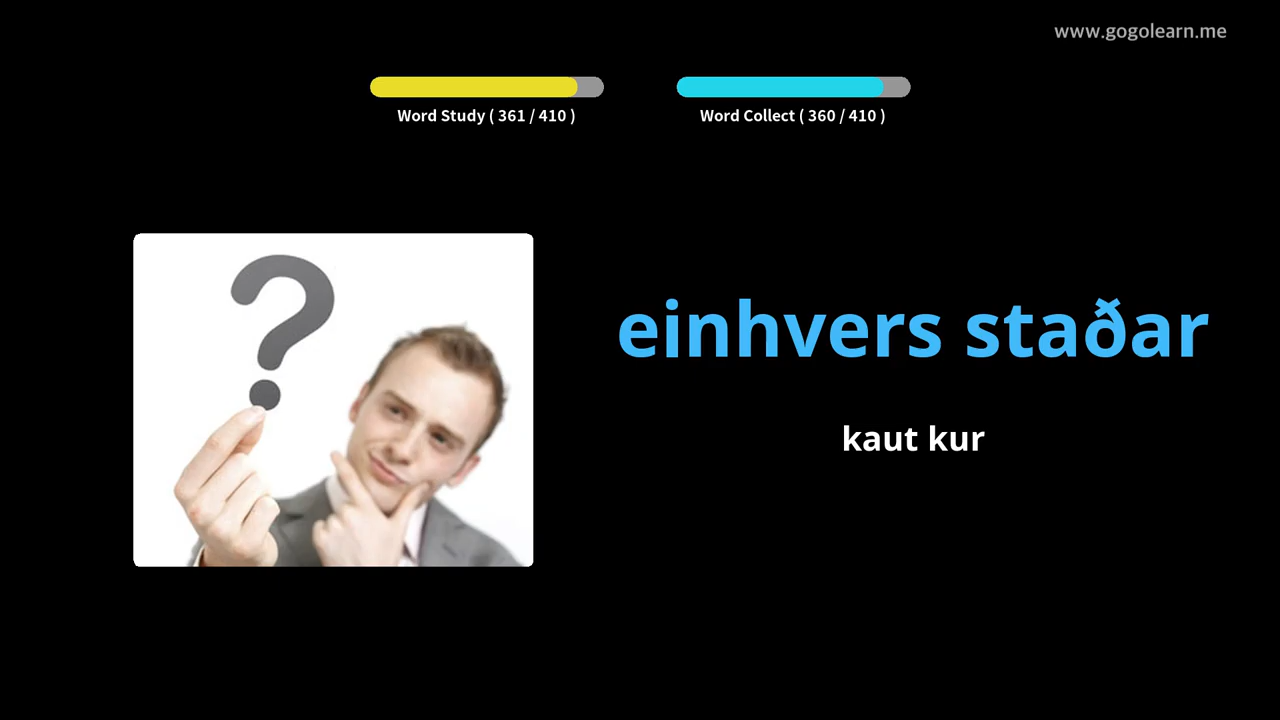 www.gogolearn.me
Word Study ( 361 / 410 )
Word Collect ( 360 / 410 )
einhvers staðar
kaut kur